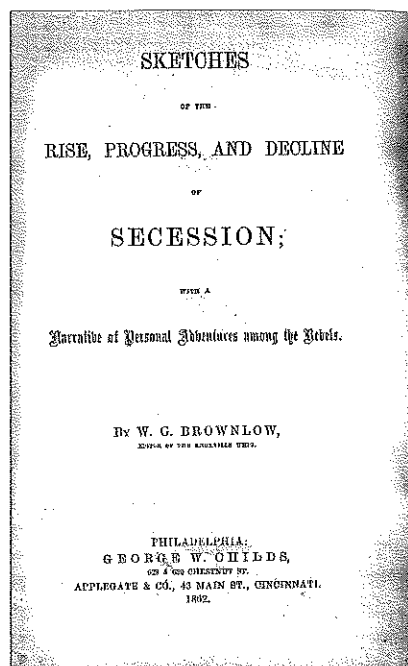 SKETCHES
OF THE
RISE, PROGRESS, AND DECLINE
OF
SECESSION;
WITH A
Narrative of Personal Adventures among the Rebels.
BY W. G. BROWNLOW,
EDITOR OF THE KNOXVILLE WHIG.
PHILADELPHIA:
GEORGE W. CHILDS,
CHESTNUT ST.
APPLEGATE & CO., 43 MAIN ST., CINCINNATI.
1862.